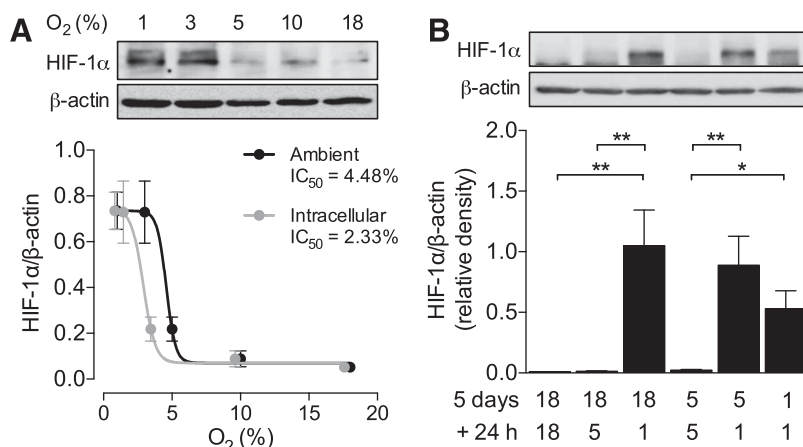 A
O₂ (%) 1 3 5 10 18
HIF-1α
β-actin
HIF-1α/β-actin
1.0
0.8
0.6
0.4
0.2
0.0
Ambient
IC₅₀ = 4.48%
Intracellular
IC₅₀ = 2.33%
0 5 10 15 20
O₂ (%)
B
HIF-1α
β-actin
HIF-1α/β-actin
(relative density)
2.0
1.5
1.0
0.5
0.0
** **
** *
5 days 18 18 18 5 5 1
+ 24 h 18 5 1 5 1 1